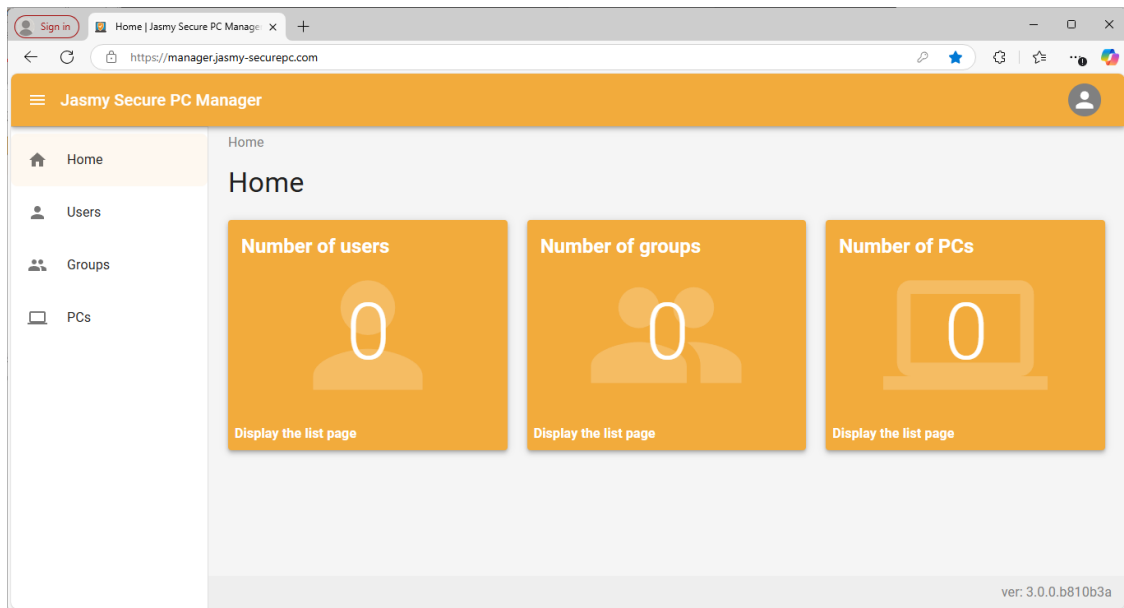 Sign in
Home | Jasmy Secure PC Manage
https://manager.jasmy-securepc.com
Jasmy Secure PC Manager
Home
Users
Groups
PCs
Home
Home
Number of users
0
Display the list page
Number of groups
0
Display the list page
Number of PCs
0
Display the list page
ver: 3.0.0.b810b3a